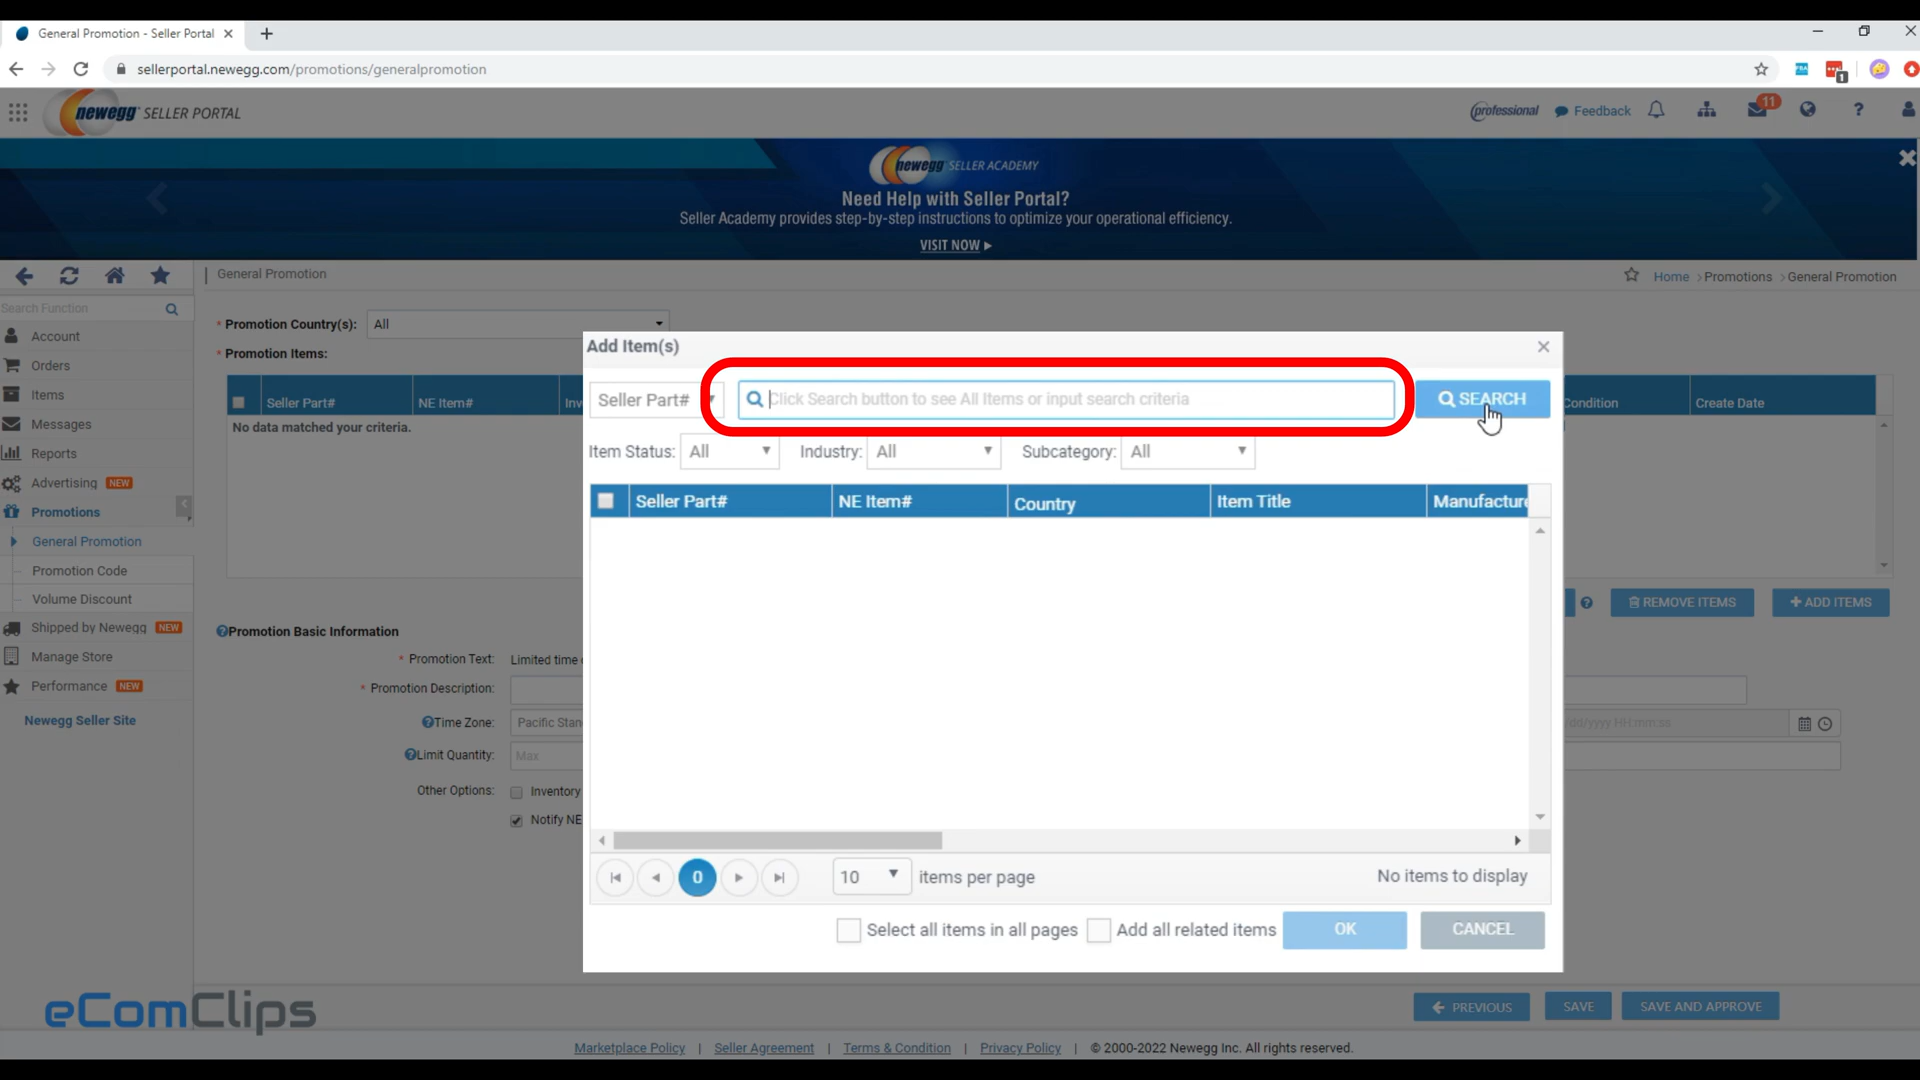 General Promotion - Seller Portal
sellerportal.newegg.com/promotions/generalpromotion
1
newegg SELLER PORTAL
professional Feedback 11 ?
newegg SELLER ACADEMY
Need Help with Seller Portal?
Seller Academy provides step-by-step instructions to optimize your operational efficiency.
VISIT NOW
General Promotion
Home > Promotions > General Promotion
Search Function
Account
Orders
Items
Messages
Reports
Advertising NEW
Promotions
General Promotion
Promotion Code
Volume Discount
Shipped by Newegg NEW
Manage Store
Performance NEW
Newegg Seller Site
* Promotion Country(s): All
* Promotion Items:
Seller Part# NE Item# Inv Condition Create Date
No data matched your criteria.
REMOVE ITEMS + ADD ITEMS
Promotion Basic Information
* Promotion Text: Limited time
* Promotion Description:
Time Zone: Pacific Stan
/dd/yyyy HH:mm:ss
Limit Quantity: Max
Other Options: Inventory
Notify NE
Add Item(s)
Seller Part# Click Search button to see All Items or input search criteria SEARCH
Item Status: All Industry: All Subcategory: All
Seller Part# NE Item# Country Item Title Manufacture
0 10 items per page No items to display
Select all items in all pages Add all related items OK CANCEL
eComClips
PREVIOUS SAVE SAVE AND APPROVE
Marketplace Policy | Seller Agreement | Terms & Condition | Privacy Policy | © 2000-2022 Newegg Inc. All rights reserved.